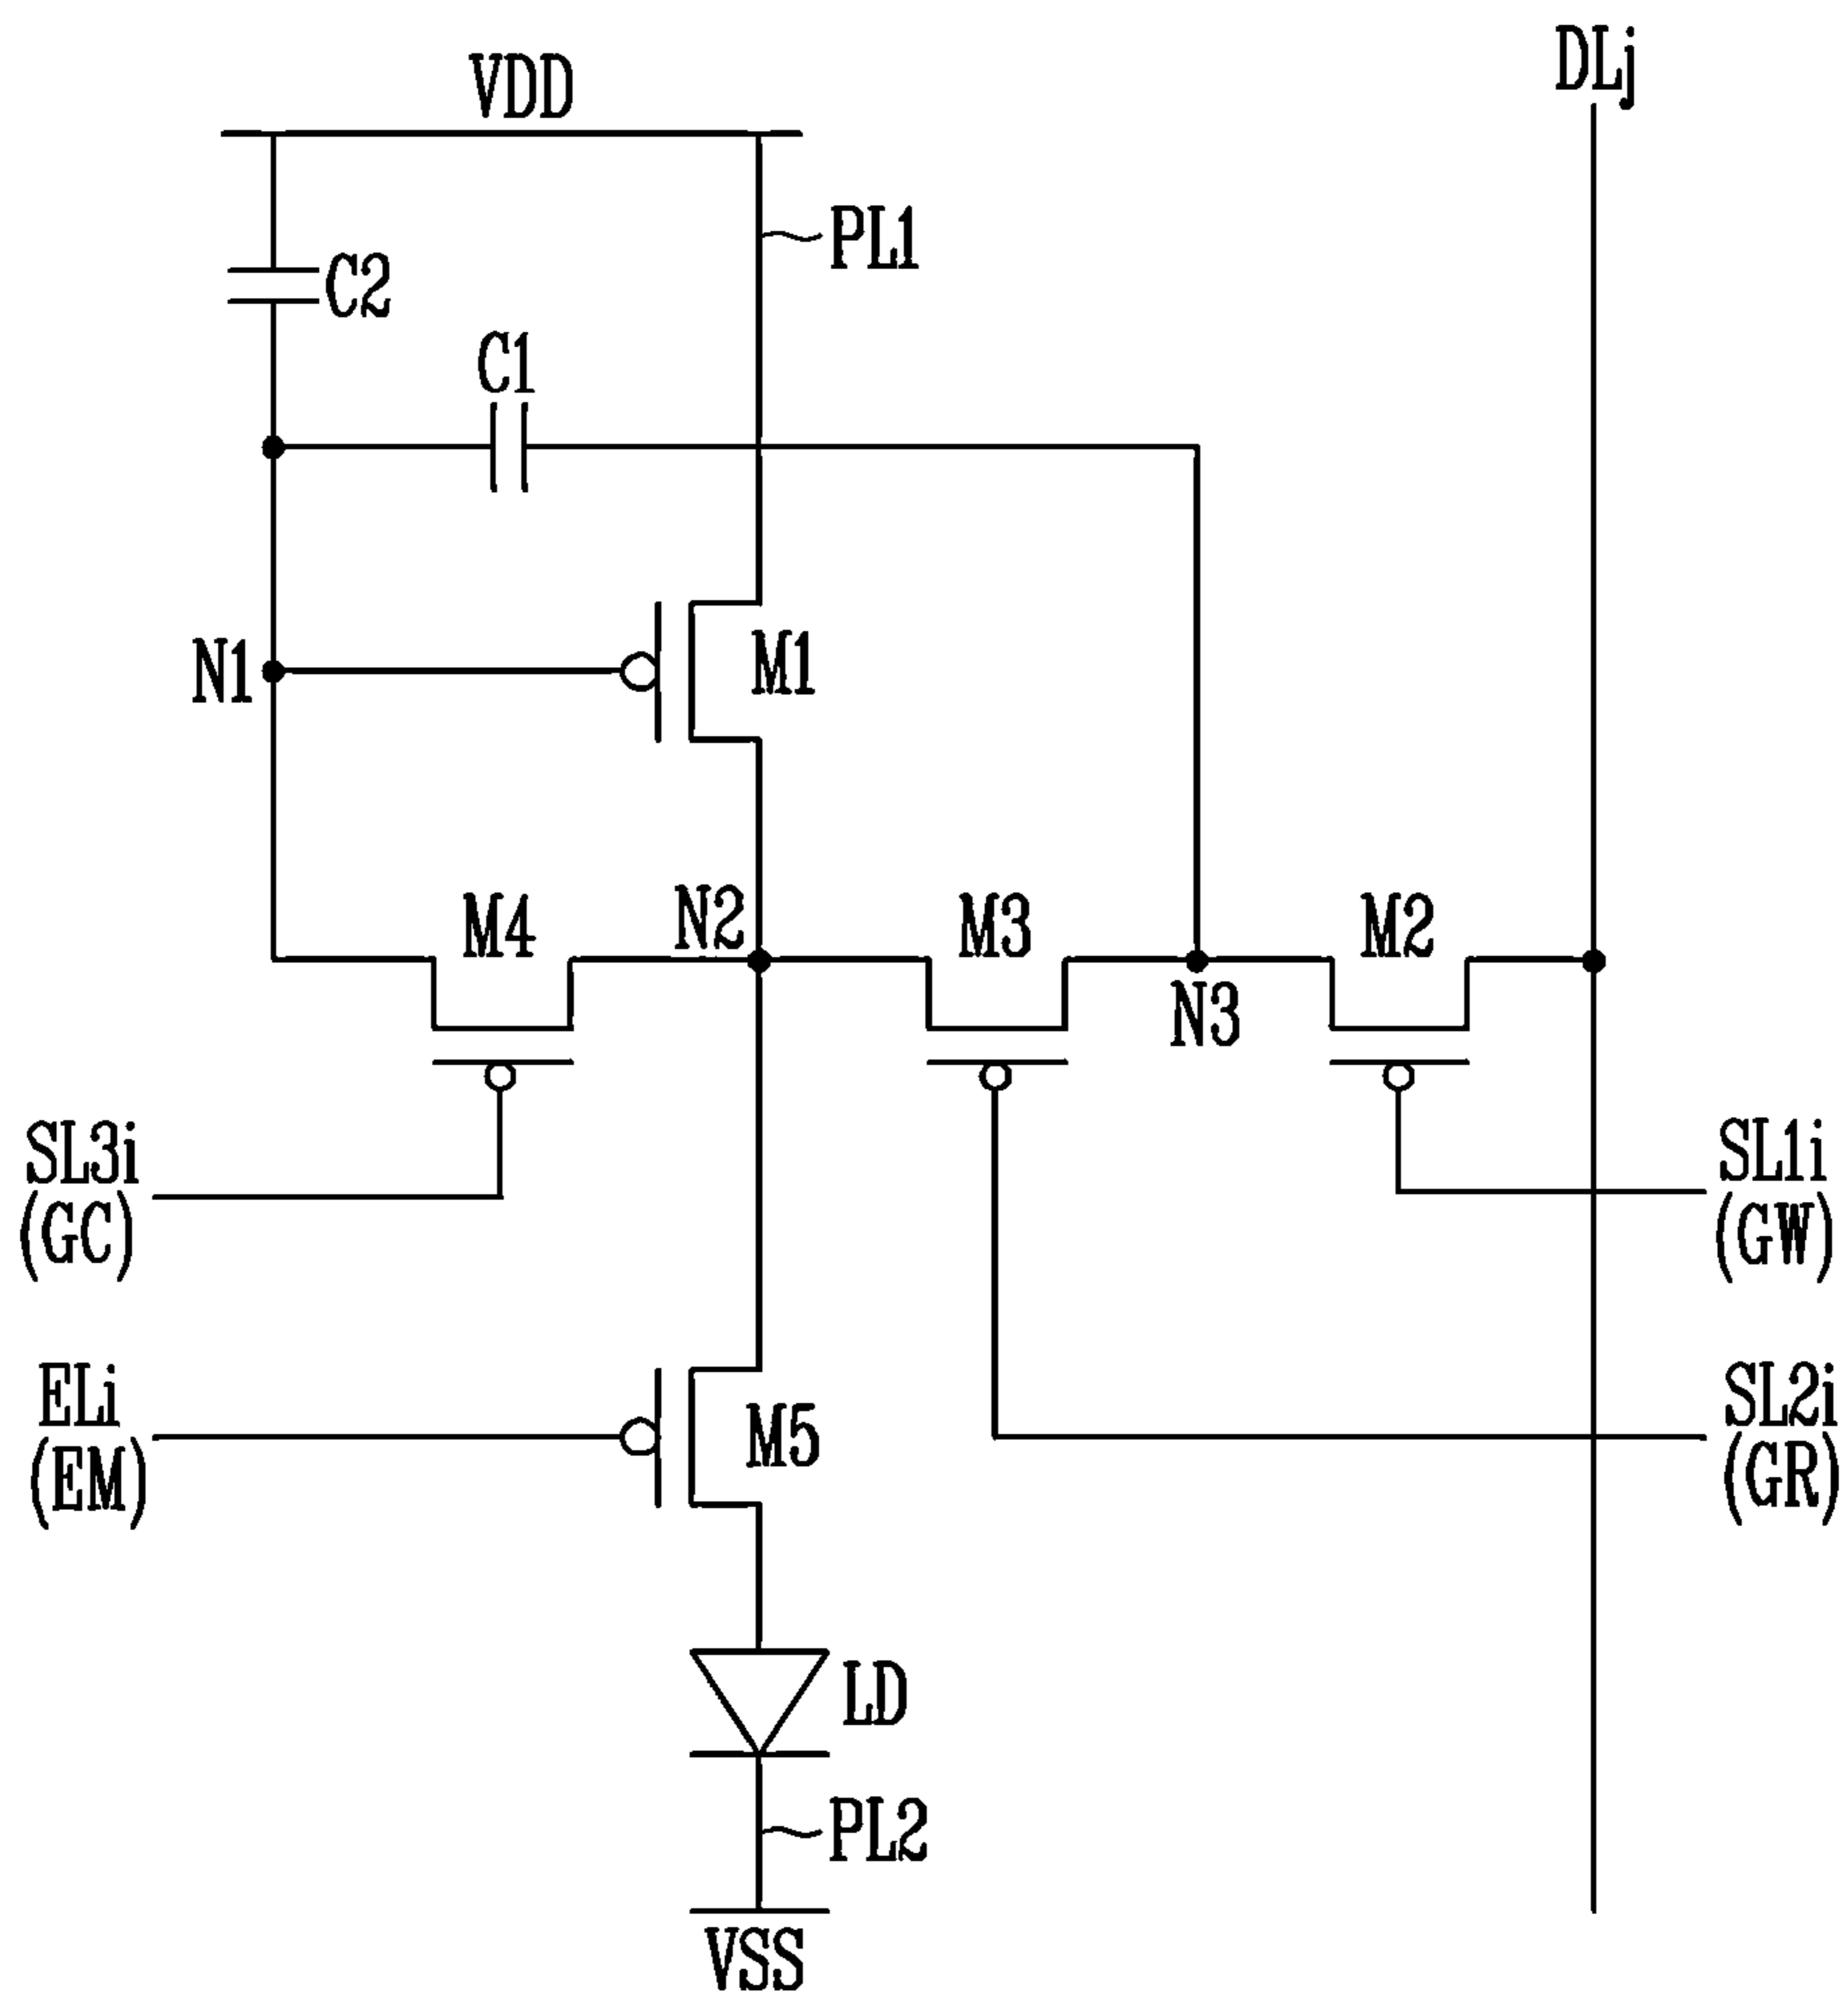 DLj
VDD
PL1
C2
C1
N1
M1
M4
N2
M3
M2
N3
SL3i
(GC)
SL1i
(GW)
ELi
(EM)
M5
SL2i
(GR)
LD
PL2
VSS